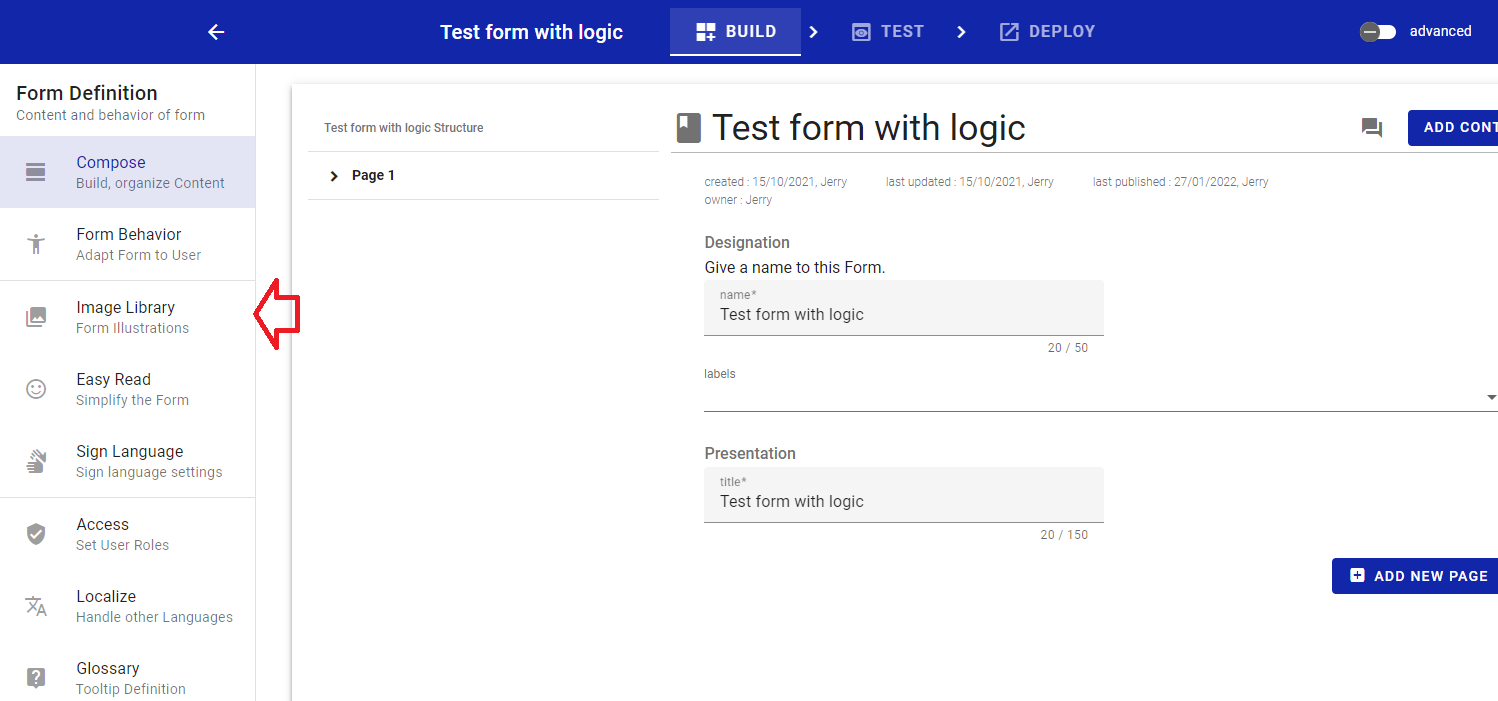 Test form with logic
BUILD
TEST
DEPLOY
advanced
Form Definition
Content and behavior of form
Compose
Build, organize Content
Form Behavior
Adapt Form to User
Image Library
Form Illustrations
Easy Read
Simplify the Form
Sign Language
Sign language settings
Access
Set User Roles
Localize
Handle other Languages
Glossary
Tooltip Definition
Test form with logic Structure
Page 1
Test form with logic
ADD CONT
created : 15/10/2021, Jerry
last updated : 15/10/2021, Jerry
last published : 27/01/2022, Jerry
owner : Jerry
Designation
Give a name to this Form.
name*
Test form with logic
20 / 50
labels
Presentation
title*
Test form with logic
20 / 150
ADD NEW PAGE